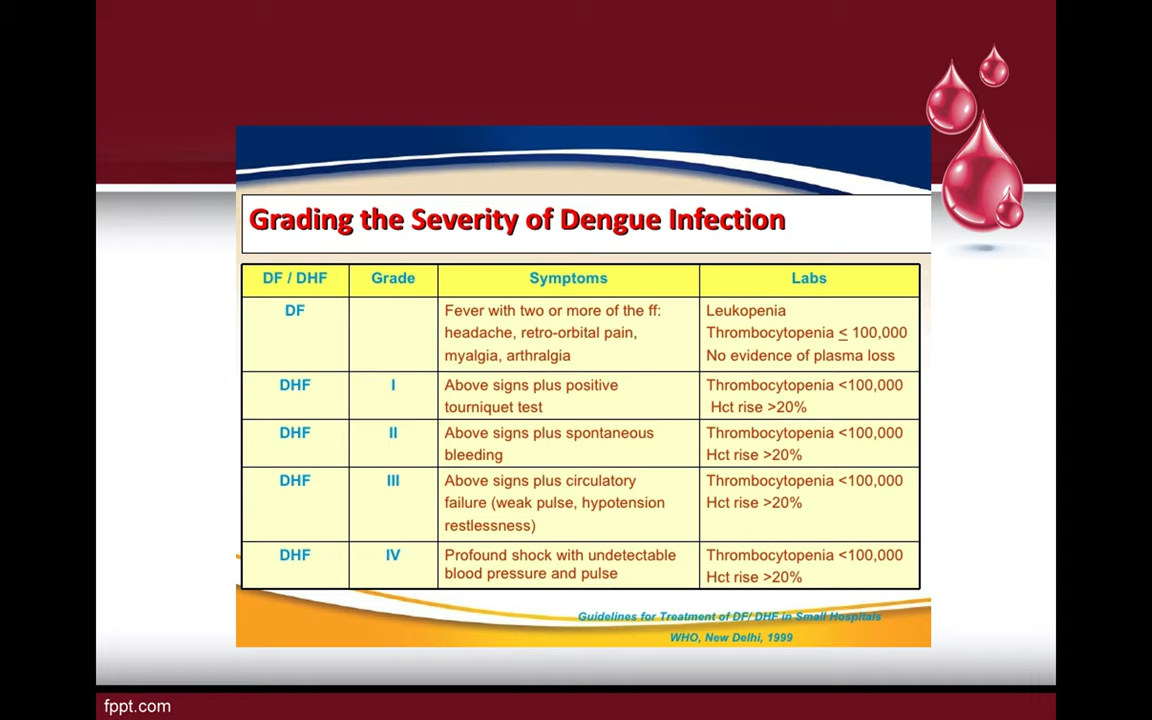 Grading the Severity of Dengue Infection
DF / DHF Grade Symptoms Labs
DF
Fever with two or more of the ff:
headache, retro-orbital pain,
myalgia, arthralgia
Leukopenia
Thrombocytopenia ≤ 100,000
No evidence of plasma loss
DHF
I
Above signs plus positive
tourniquet test
Thrombocytopenia <100,000
Hct rise >20%
DHF
II
Above signs plus spontaneous
bleeding
Thrombocytopenia <100,000
Hct rise >20%
DHF
III
Above signs plus circulatory
failure (weak pulse, hypotension
restlessness)
Thrombocytopenia <100,000
Hct rise >20%
DHF
IV
Profound shock with undetectable
blood pressure and pulse
Thrombocytopenia <100,000
Hct rise >20%
Guidelines for Treatment of DF/ DHF in Small Hospitals
WHO, New Delhi, 1999
fppt.com